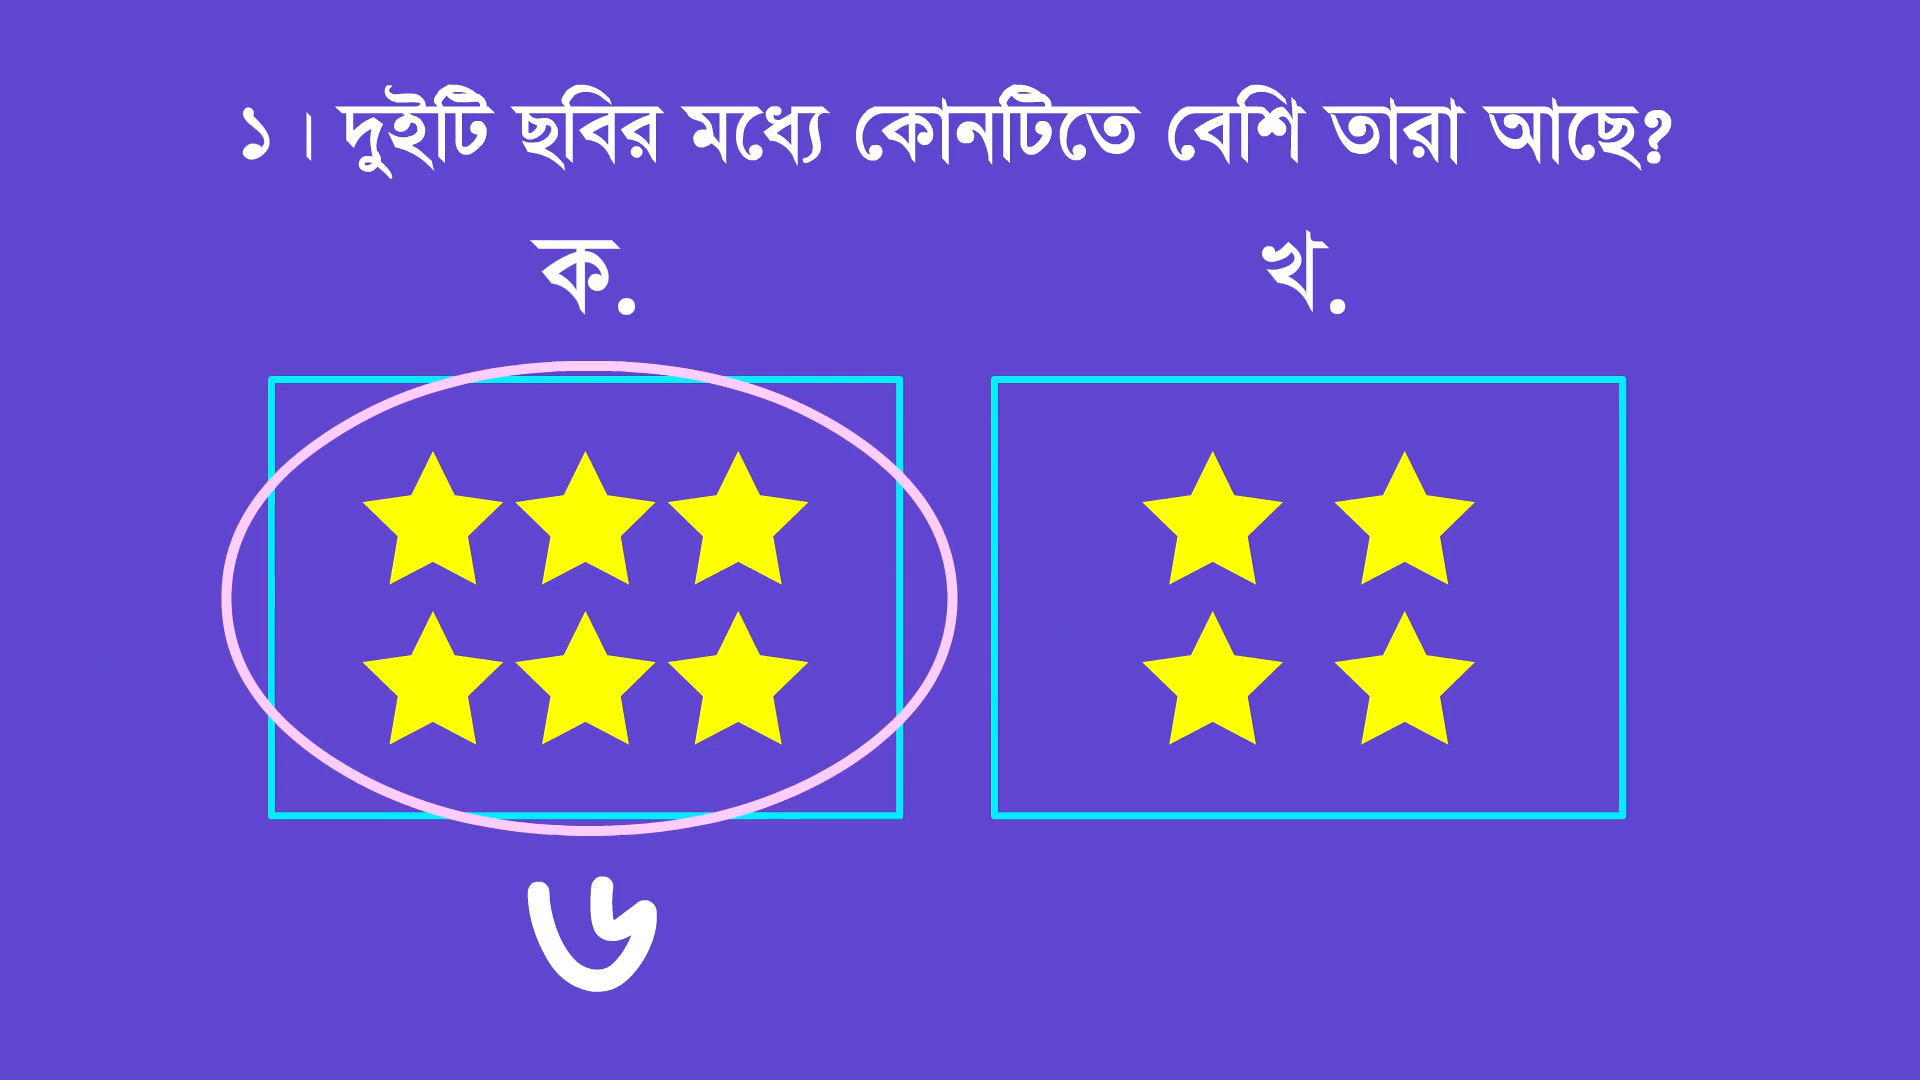 ১। দুইটি ছবির মধ্যে কোনটিতে বেশি তারা আছে?
ক.
খ.
৬